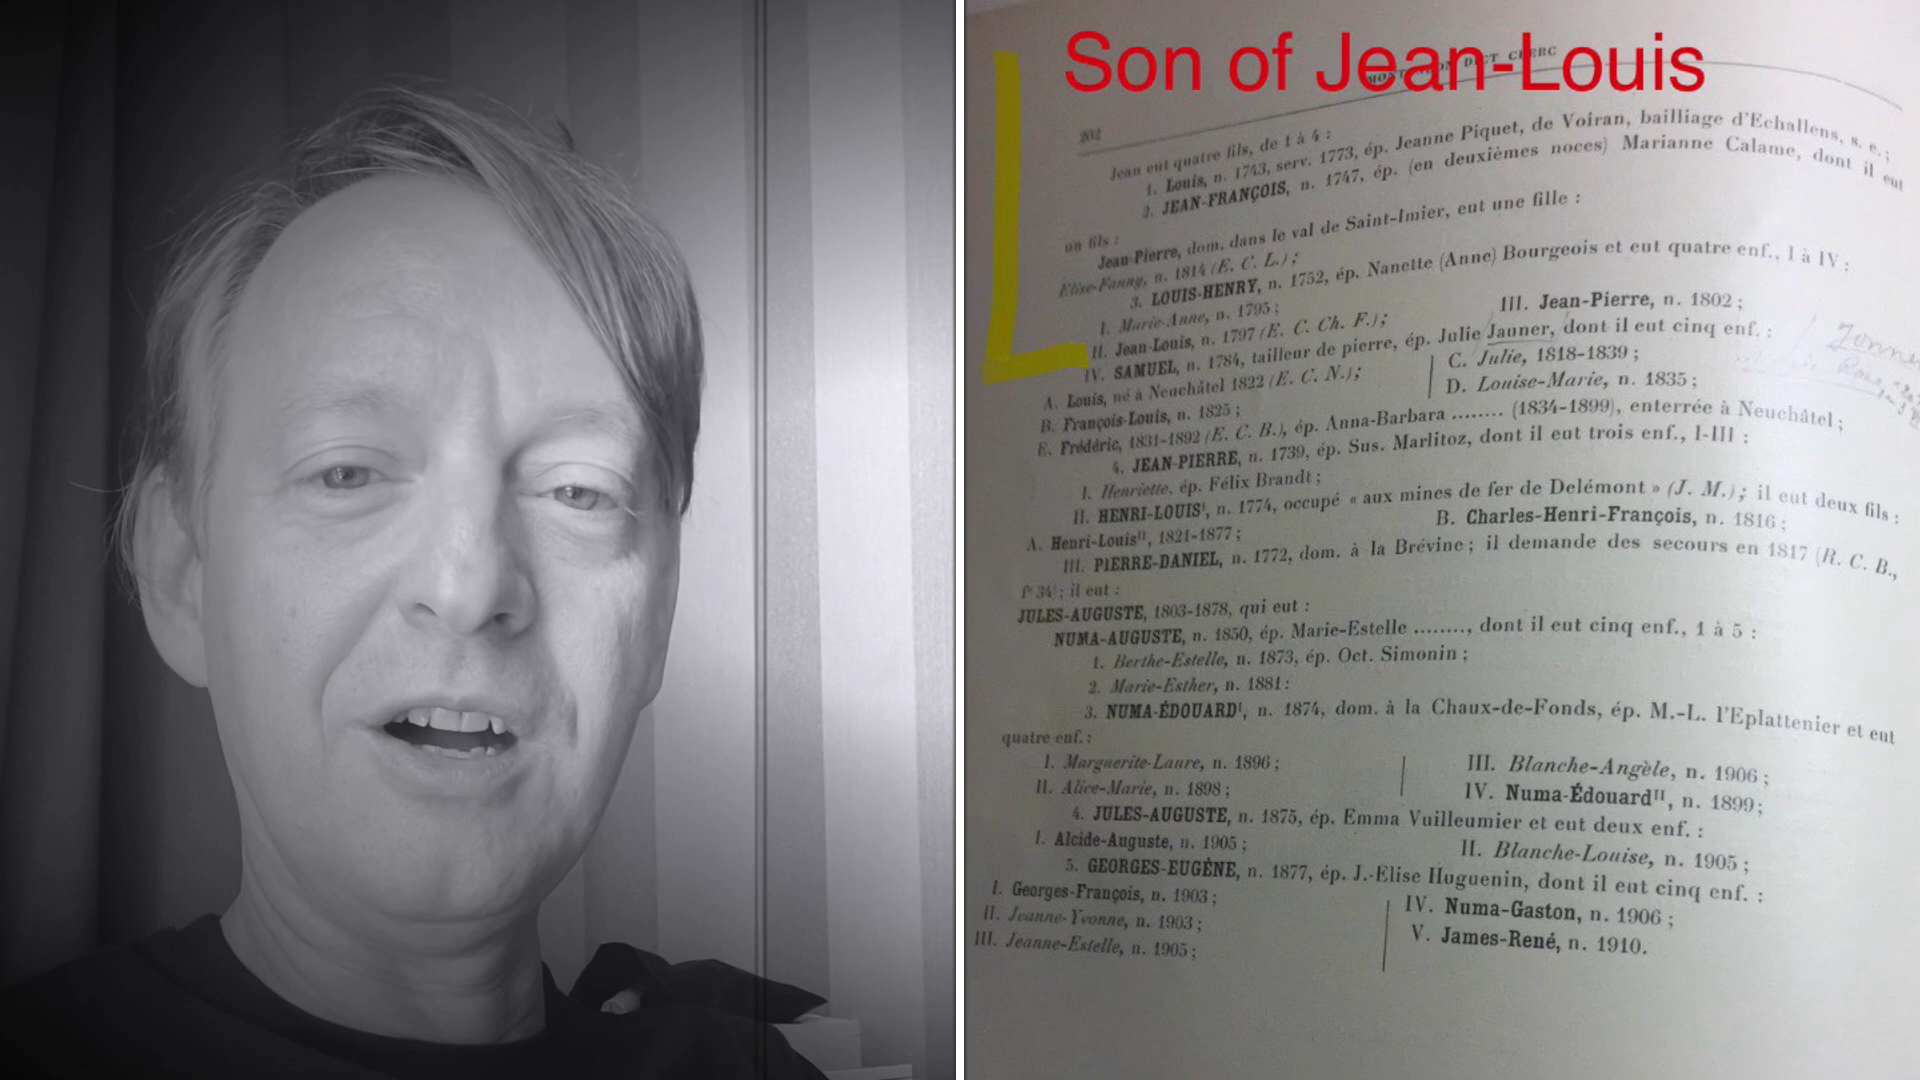 Son of Jean-Louis
MONT DICT CLERC
202
Jean eut quatre fils, de 1 à 4 :
1. Louis, n. 1743, serv. 1773, ép. Jeanne Piquet, de Voiran, bailliage d'Echallens, s. e. ;
2. JEAN-FRANÇOIS, n. 1747, ép. (en deuxièmes noces) Marianne Calame, dont il eut
un fils :
Jean-Pierre, dom. dans le val de Saint-Imier, eut une fille :
Elise-Fanny, n. 1814 (E. C. L.) ;
3. LOUIS-HENRY, n. 1752, ép. Nanette (Anne) Bourgeois et eut quatre enf., I à IV :
I. Marie-Anne, n. 1795 ;
II. Jean-Louis, n. 1797 (E. C. Ch. F.) ;
III. Jean-Pierre, n. 1802 ;
IV. SAMUEL, n. 1784, tailleur de pierre, ép. Julie Jauner, dont il eut cinq enf. :
A. Louis, né à Neuchâtel 1822 (E. C. N.) ;
C. Julie, 1818-1839 ;
B. François-Louis, n. 1825 ;
D. Louise-Marie, n. 1835 ;
E. Frédéric, 1831-1892 (E. C. B.), ép. Anna-Barbara ........ (1834-1899), enterrée à Neuchâtel ;
4. JEAN-PIERRE, n. 1739, ép. Sus. Marlitoz, dont il eut trois enf., I-III :
I. Henriette, ép. Félix Brandt ;
II. HENRI-LOUIS¹, n. 1774, occupé « aux mines de fer de Delémont » (J. M.) ; il eut deux fils :
A. Henri-Louisᴵᴵ, 1821-1877 ;
B. Charles-Henri-François, n. 1816 ;
III. PIERRE-DANIEL, n. 1772, dom. à la Brévine ; il demande des secours en 1817 (R. C. B.,
fº 34) ; il eut :
JULES-AUGUSTE, 1803-1878, qui eut :
NUMA-AUGUSTE, n. 1850, ép. Marie-Estelle ........, dont il eut cinq enf., 1 à 5 :
1. Berthe-Estelle, n. 1873, ép. Oct. Simonin ;
2. Marie-Esther, n. 1881 :
3. NUMA-ÉDOUARDᴵ, n. 1874, dom. à la Chaux-de-Fonds, ép. M.-L. l'Eplattenier et eut
quatre enf. :
I. Marguerite-Laure, n. 1896 ;
III. Blanche-Angèle, n. 1906 ;
II. Alice-Marie, n. 1898 ;
IV. Numa-Édouardᴵᴵ, n. 1899 ;
4. JULES-AUGUSTE, n. 1875, ép. Emma Vuilleumier et eut deux enf. :
I. Alcide-Auguste, n. 1905 ;
II. Blanche-Louise, n. 1905 ;
5. GEORGES-EUGÈNE, n. 1877, ép. J.-Elise Huguenin, dont il eut cinq enf. :
I. Georges-François, n. 1903 ;
IV. Numa-Gaston, n. 1906 ;
II. Jeanne-Yvonne, n. 1903 ;
V. James-René, n. 1910.
III. Jeanne-Estelle, n. 1905 ;